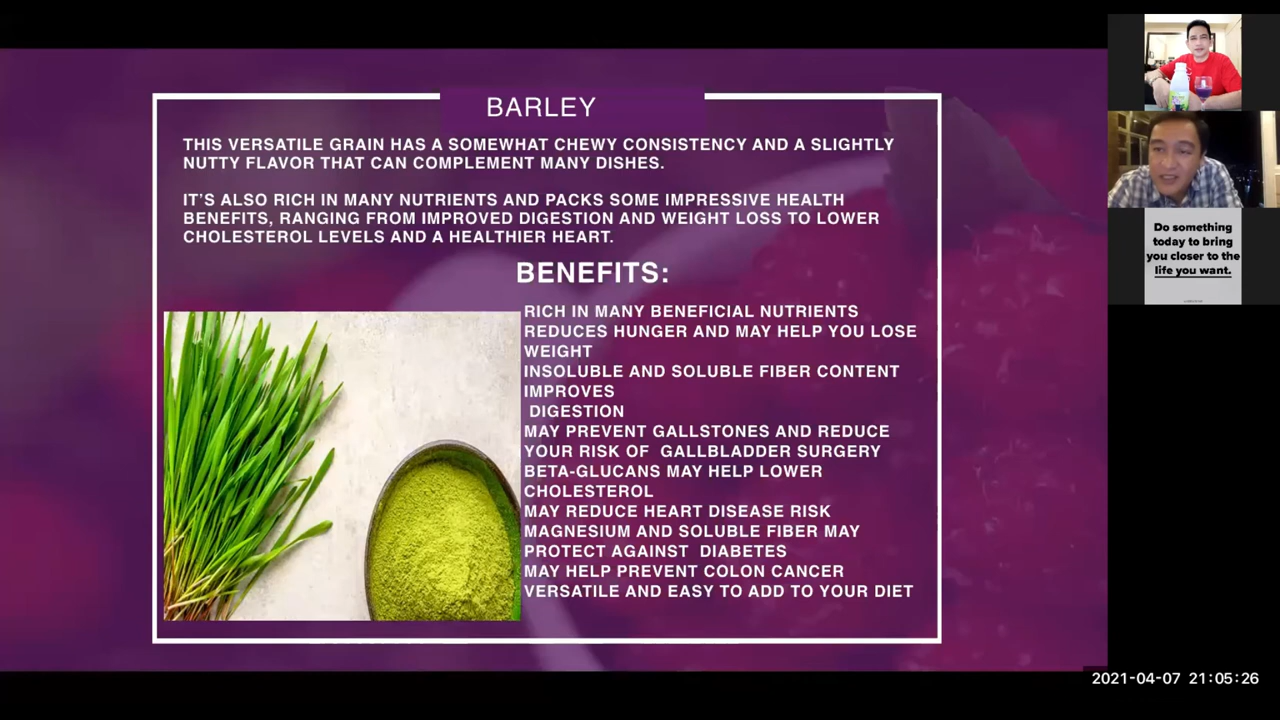 BARLEY
THIS VERSATILE GRAIN HAS A SOMEWHAT CHEWY CONSISTENCY AND A SLIGHTLY
NUTTY FLAVOR THAT CAN COMPLEMENT MANY DISHES.
IT'S ALSO RICH IN MANY NUTRIENTS AND PACKS SOME IMPRESSIVE HEALTH
BENEFITS, RANGING FROM IMPROVED DIGESTION AND WEIGHT LOSS TO LOWER
CHOLESTEROL LEVELS AND A HEALTHIER HEART.
BENEFITS:
RICH IN MANY BENEFICIAL NUTRIENTS
REDUCES HUNGER AND MAY HELP YOU LOSE
WEIGHT
INSOLUBLE AND SOLUBLE FIBER CONTENT
IMPROVES
DIGESTION
MAY PREVENT GALLSTONES AND REDUCE
YOUR RISK OF GALLBLADDER SURGERY
BETA-GLUCANS MAY HELP LOWER
CHOLESTEROL
MAY REDUCE HEART DISEASE RISK
MAGNESIUM AND SOLUBLE FIBER MAY
PROTECT AGAINST DIABETES
MAY HELP PREVENT COLON CANCER
VERSATILE AND EASY TO ADD TO YOUR DIET
Do something
today to bring
you closer to the
life you want.
2021-04-07 21:05:26